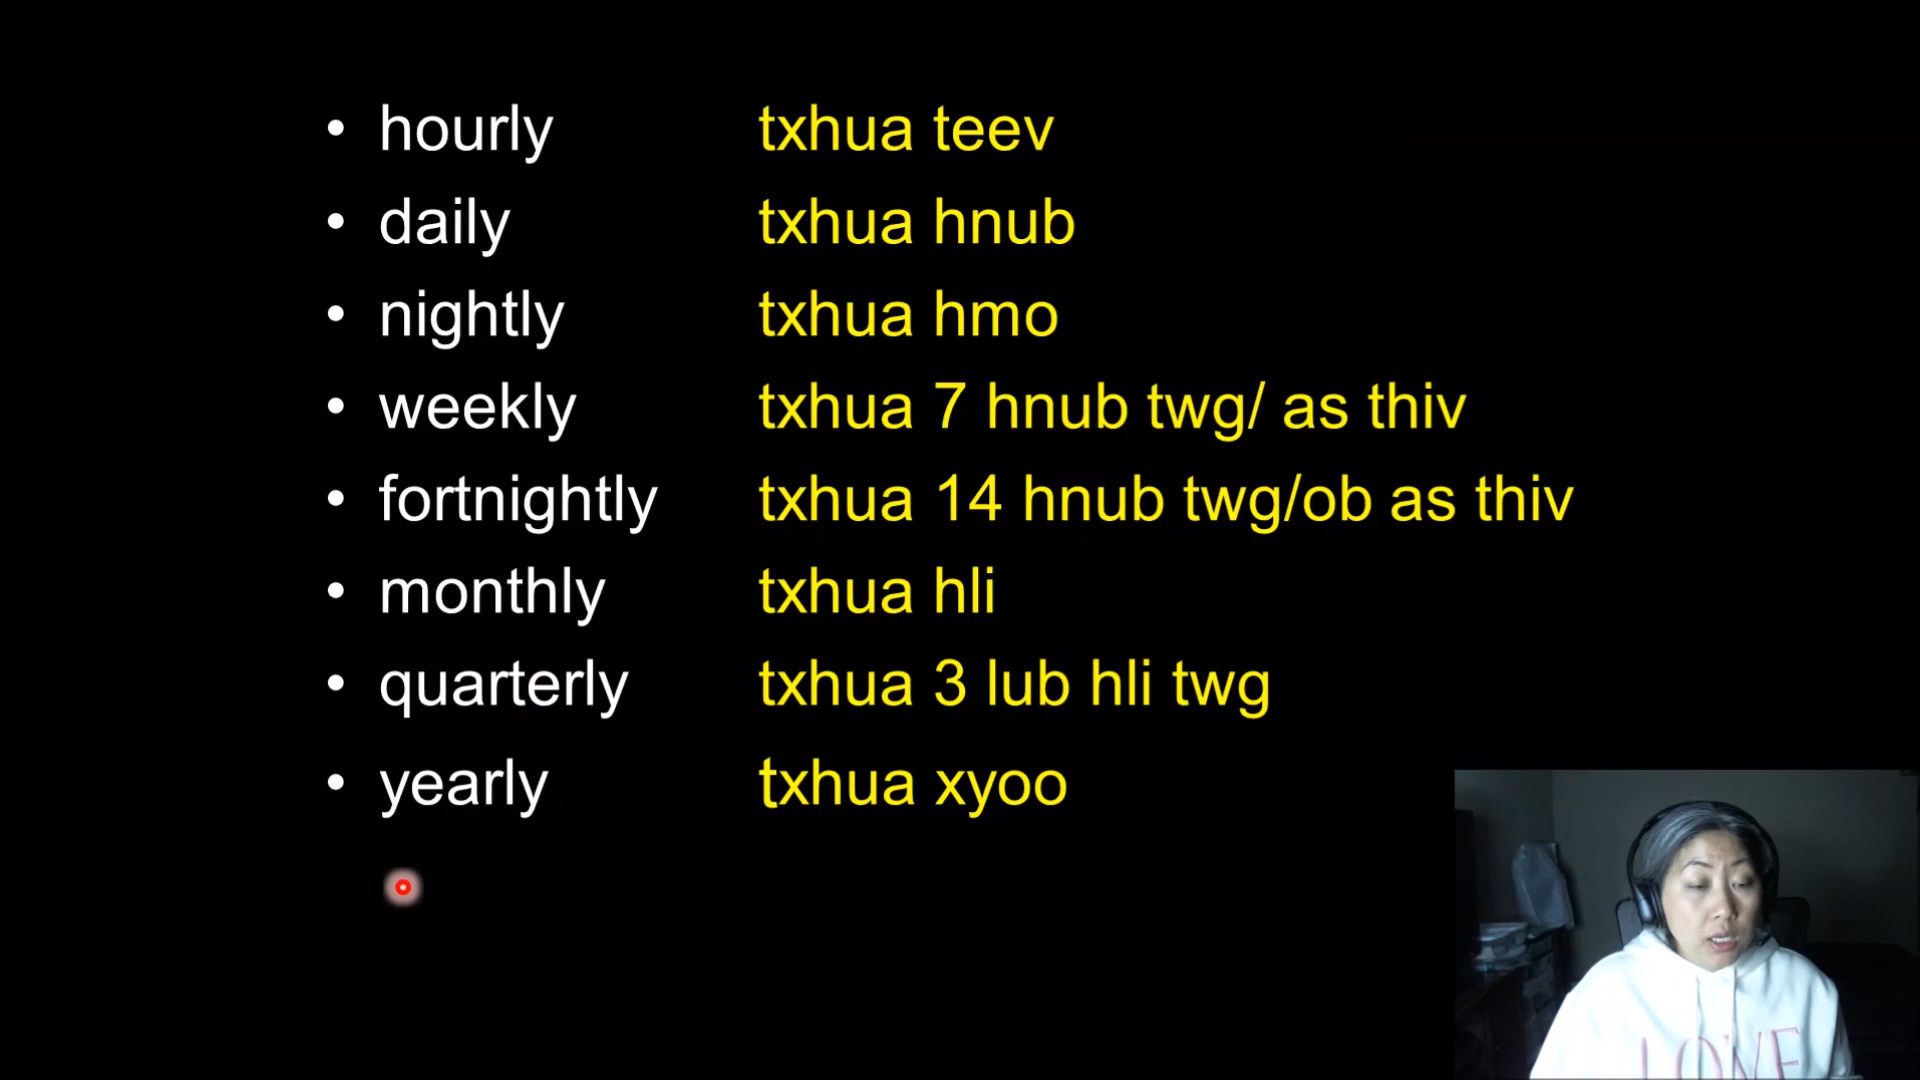 • hourly txhua teev
• daily txhua hnub
• nightly txhua hmo
• weekly txhua 7 hnub twg/ as thiv
• fortnightly txhua 14 hnub twg/ob as thiv
• monthly txhua hli
• quarterly txhua 3 lub hli twg
• yearly txhua xyoo
LOVE